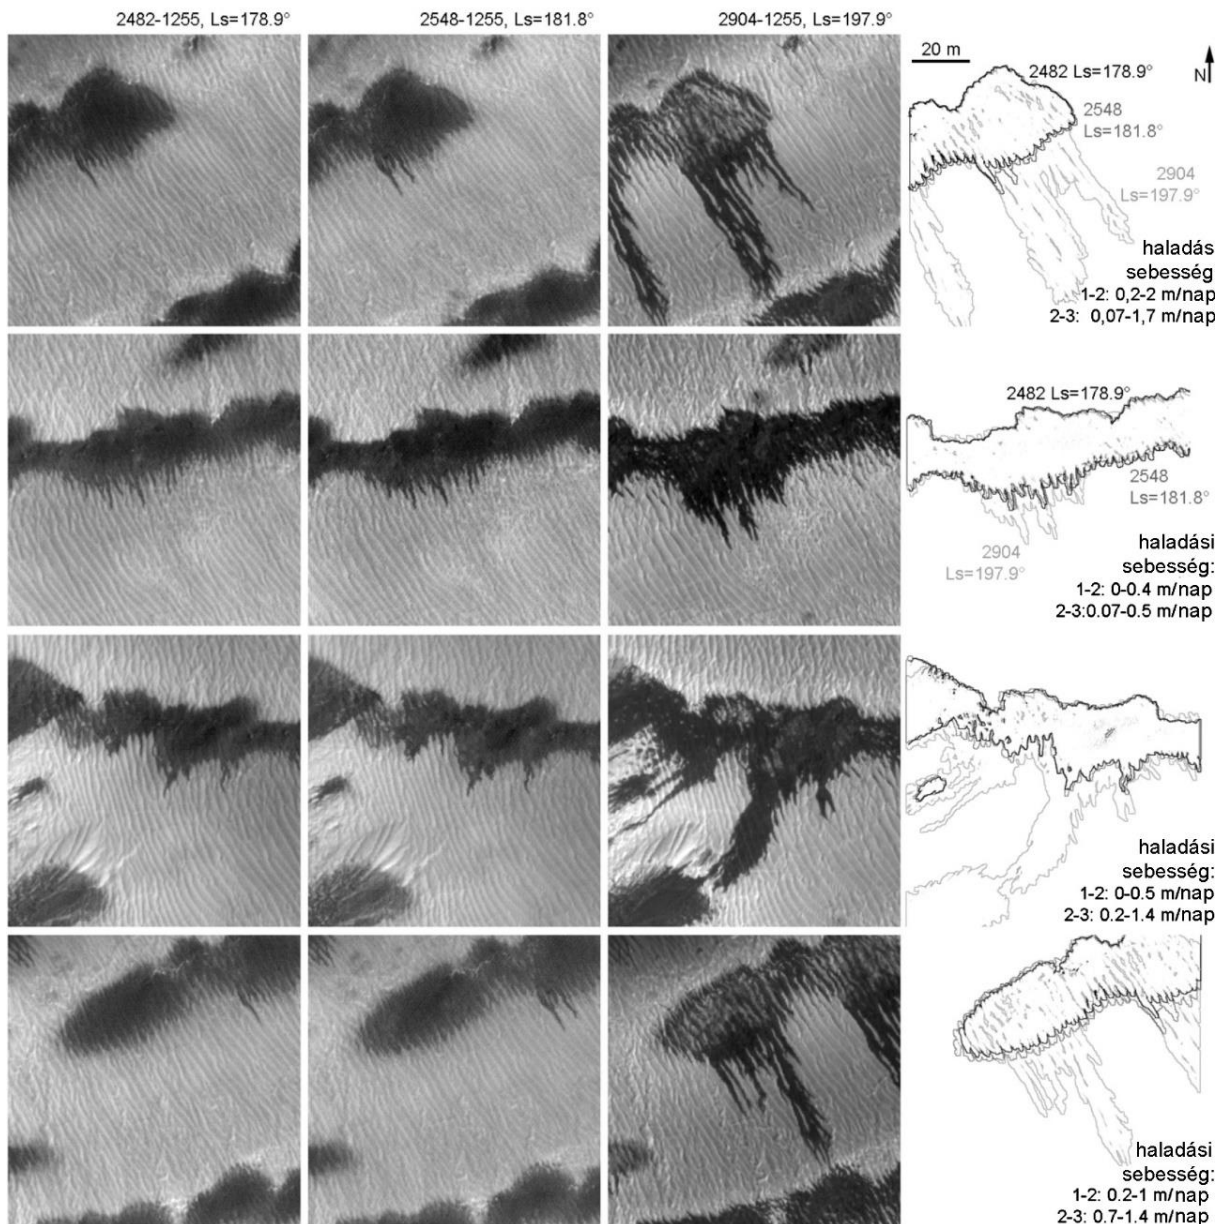 2482-1255, Ls=178.9°
2548-1255, Ls=181.8°
2904-1255, Ls=197.9°
20 m
N
2482 Ls=178.9°
2548
Ls=181.8°
2904
Ls=197.9°
haladás
sebesség
1-2: 0,2-2 m/nap
2-3: 0,07-1,7 m/nap
2482 Ls=178.9°
2548
Ls=181.8°
2904
Ls=197.9°
haladási
sebesség:
1-2: 0-0.4 m/nap
2-3:0.07-0.5 m/nap
haladási
sebesség:
1-2: 0-0.5 m/nap
2-3: 0.2-1.4 m/nap
haladási
sebesség:
1-2: 0.2-1 m/nap
2-3: 0.7-1.4 m/nap